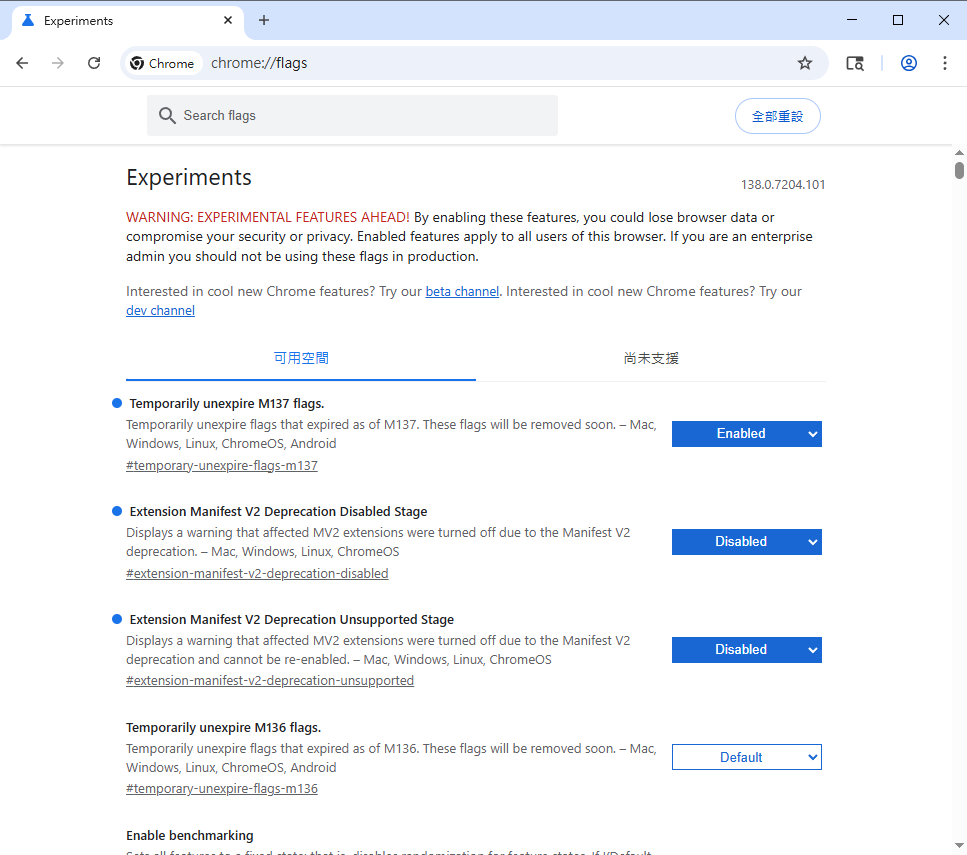 Experiments
Chrome
chrome://flags
Search flags
全部重設
Experiments
138.0.7204.101
WARNING: EXPERIMENTAL FEATURES AHEAD! By enabling these features, you could lose browser data or
compromise your security or privacy. Enabled features apply to all users of this browser. If you are an enterprise
admin you should not be using these flags in production.
Interested in cool new Chrome features? Try our beta channel. Interested in cool new Chrome features? Try our
dev channel
可用空間
尚未支援
Temporarily unexpire M137 flags.
Temporarily unexpire flags that expired as of M137. These flags will be removed soon. – Mac,
Windows, Linux, ChromeOS, Android
#temporary-unexpire-flags-m137
Enabled
Extension Manifest V2 Deprecation Disabled Stage
Displays a warning that affected MV2 extensions were turned off due to the Manifest V2
deprecation. – Mac, Windows, Linux, ChromeOS
#extension-manifest-v2-deprecation-disabled
Disabled
Extension Manifest V2 Deprecation Unsupported Stage
Displays a warning that affected MV2 extensions were turned off due to the Manifest V2
deprecation and cannot be re-enabled. – Mac, Windows, Linux, ChromeOS
#extension-manifest-v2-deprecation-unsupported
Disabled
Temporarily unexpire M136 flags.
Temporarily unexpire flags that expired as of M136. These flags will be removed soon. – Mac,
Windows, Linux, ChromeOS, Android
#temporary-unexpire-flags-m136
Default
Enable benchmarking